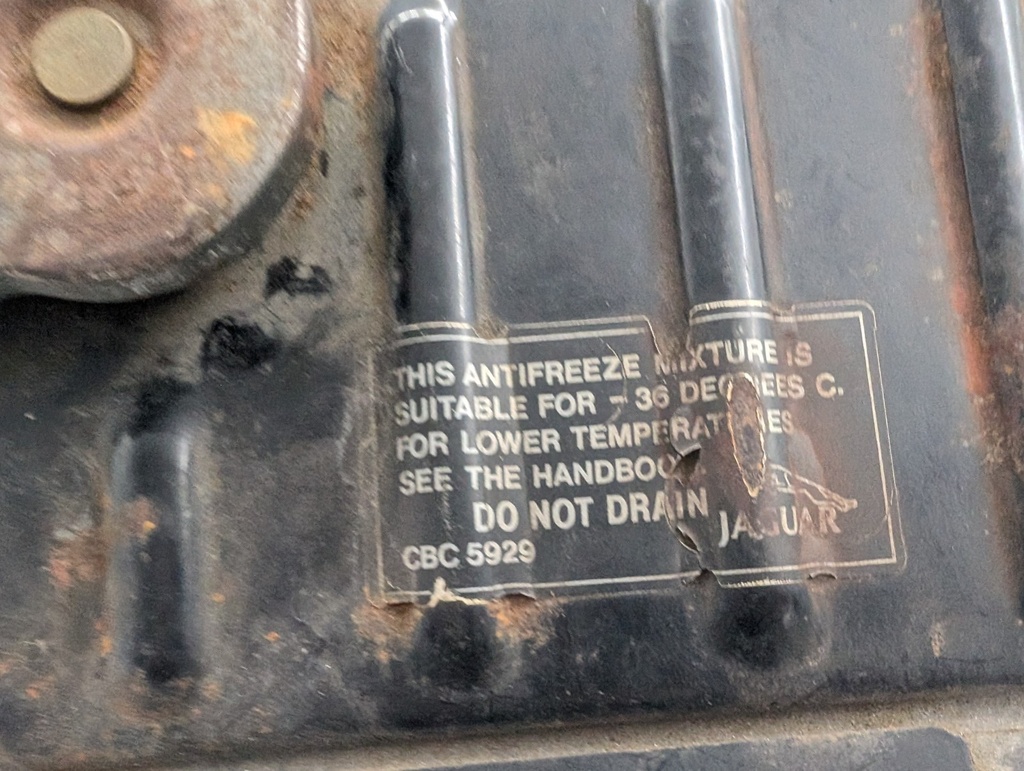 THIS ANTIFREEZE MIXTURE IS
SUITABLE FOR - 36 DEGREES C.
FOR LOWER TEMPERATURES
SEE THE HANDBOOK.
DO NOT DRAIN
JAGUAR
CBC 5929